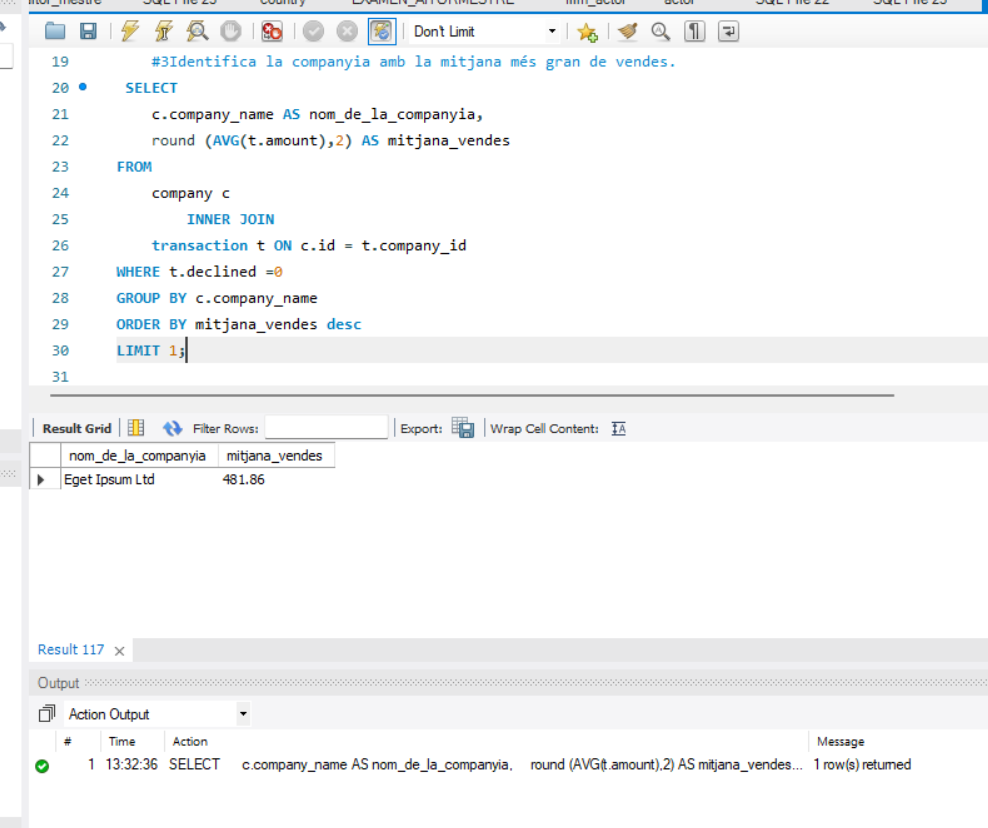 SQL File 23 country EXAMEN_AITORMESTRE film_actor actor SQL File 22 SQL File 25
Don't Limit
19 #3Identifica la companyia amb la mitjana més gran de vendes.
20 SELECT
21 c.company_name AS nom_de_la_companyia,
22 round (AVG(t.amount),2) AS mitjana_vendes
23 FROM
24 company c
25 INNER JOIN
26 transaction t ON c.id = t.company_id
27 WHERE t.declined =0
28 GROUP BY c.company_name
29 ORDER BY mitjana_vendes desc
30 LIMIT 1;
31
Result Grid Filter Rows: Export: Wrap Cell Content: IA
nom_de_la_companyia mitjana_vendes
Eget Ipsum Ltd 481.86
Result 117 ×
Output
Action Output
# Time Action Message
1 13:32:36 SELECT c.company_name AS nom_de_la_companyia, round (AVG(t.amount),2) AS mitjana_vendes... 1 row(s) returned